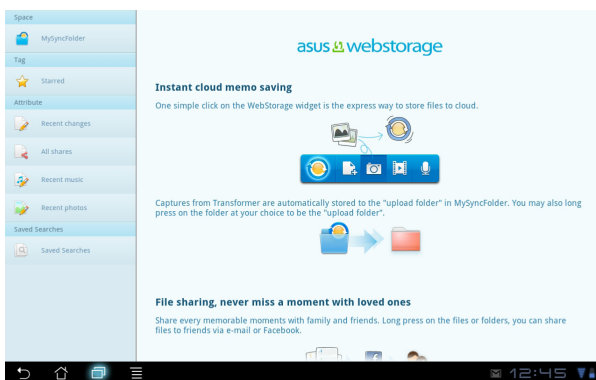 Space
MySyncFolder
Tag
Starred
Attribute
Recent changes
All shares
Recent music
Recent photos
Saved Searches
Saved Searches
asus webstorage
Instant cloud memo saving
One simple click on the WebStorage widget is the express way to store files to cloud.
Captures from Transformer are automatically stored to the "upload folder" in MySyncFolder. You may also long
press on the folder at your choice to be the "upload folder".
File sharing, never miss a moment with loved ones
Share every memorable moments with family and friends. Long press on the files or folders, you can share
files to friends via e-mail or Facebook.
12:45